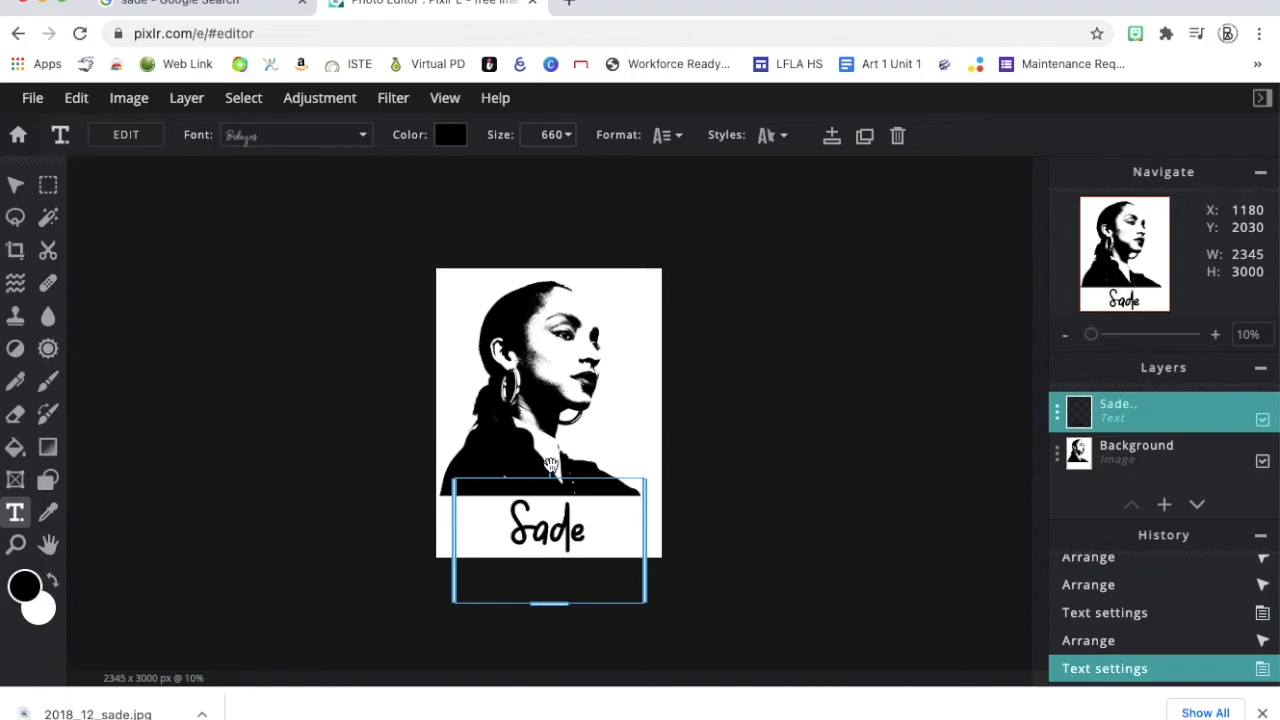 sade - Google Search
Photo Editor : Pixlr E - free ima
pixlr.com/e/#editor
Apps
Web Link
ISTE
Virtual PD
Workforce Ready...
LFLA HS
Art 1 Unit 1
Maintenance Req...
»
File Edit Image Layer Select Adjustment Filter View Help
T. EDIT Font: Bologna Color: Size: 660 Format: A Styles: A
Navigate
X: 1180
Y: 2030
W: 2345
H: 3000
Sade
- + 10%
Layers
Sade..
Text
Background
Image
Sade
History
Arrange
Arrange
Text settings
Arrange
Text settings
2345 x 3000 px @ 10%
2018_12_sade.jpg
Show All